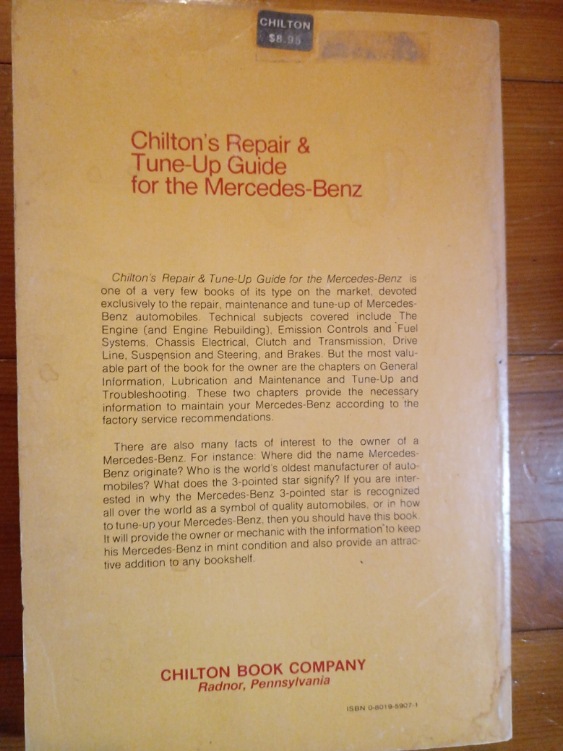 CHILTON
$8.95
Chilton's Repair &
Tune-Up Guide
for the Mercedes-Benz
Chilton's Repair & Tune-Up Guide for the Mercedes-Benz is
one of a very few books of its type on the market, devoted
exclusively to the repair, maintenance and tune-up of Mercedes-
Benz automobiles. Technical subjects covered include The
Engine (and Engine Rebuilding), Emission Controls and Fuel
Systems, Chassis Electrical, Clutch and Transmission, Drive
Line, Suspension and Steering, and Brakes. But the most valu-
able part of the book for the owner are the chapters on General
Information, Lubrication and Maintenance and Tune-Up and
Troubleshooting. These two chapters provide the necessary
information to maintain your Mercedes-Benz according to the
factory service recommendations.
There are also many facts of interest to the owner of a
Mercedes-Benz. For instance: Where did the name Mercedes-
Benz originate? Who is the world's oldest manufacturer of auto-
mobiles? What does the 3-pointed star signify? If you are inter-
ested in why the Mercedes-Benz 3-pointed star is recognized
all over the world as a symbol of quality automobiles, or in how
to tune-up your Mercedes-Benz, then you should have this book.
It will provide the owner or mechanic with the information to keep
his Mercedes-Benz in mint condition and also provide an attrac-
tive addition to any bookshelf.
CHILTON BOOK COMPANY
Radnor, Pennsylvania
ISBN 0-8019-5907-1